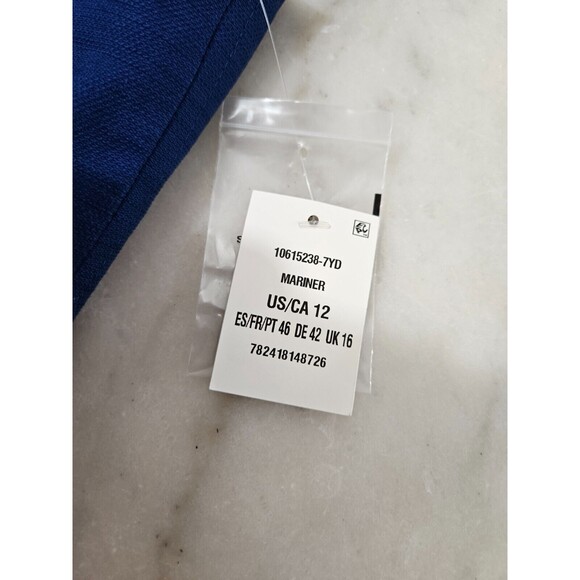 10615238-7YD
MARINER
US/CA 12
ES/FR/PT 46 DE 42 UK 16
782418148726